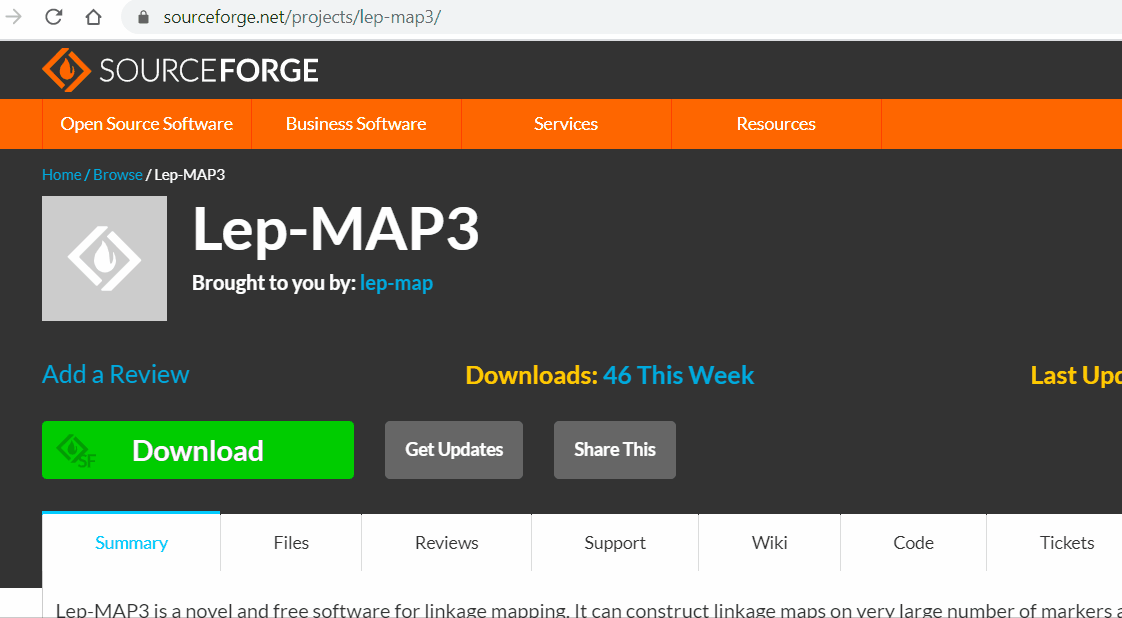 sourceforge.net/projects/lep-map3/
SOURCEFORGE
Open Source Software Business Software Services Resources
Home / Browse / Lep-MAP3
Lep-MAP3
Brought to you by: lep-map
Add a Review Downloads: 46 This Week Last Upd
SF Download Get Updates Share This
Summary Files Reviews Support Wiki Code Tickets
Lep-MAP3 is a novel and free software for linkage mapping. It can construct linkage maps on very large number of markers a